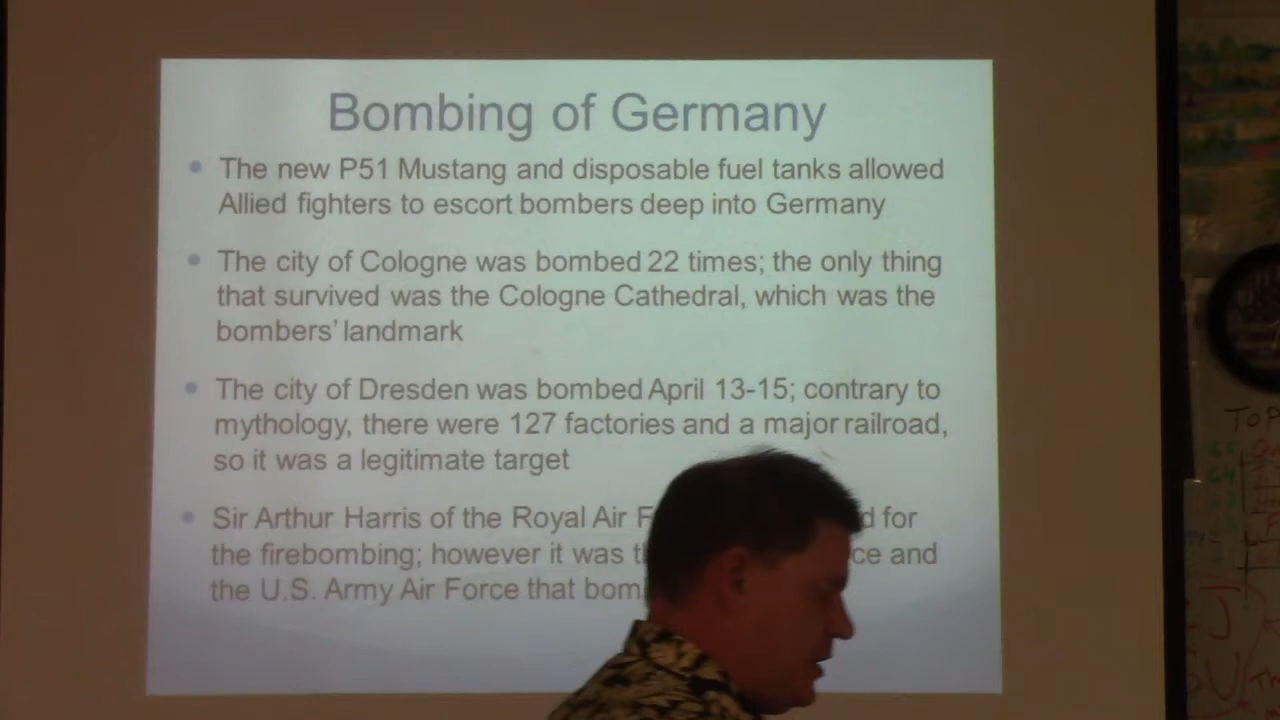 Bombing of Germany
• The new P51 Mustang and disposable fuel tanks allowed
Allied fighters to escort bombers deep into Germany
• The city of Cologne was bombed 22 times; the only thing
that survived was the Cologne Cathedral, which was the
bombers' landmark
• The city of Dresden was bombed April 13-15; contrary to
mythology, there were 127 factories and a major railroad,
so it was a legitimate target
• Sir Arthur Harris of the Royal Air for
the firebombing; however it was and
the U.S. Army Air Force that
TOP